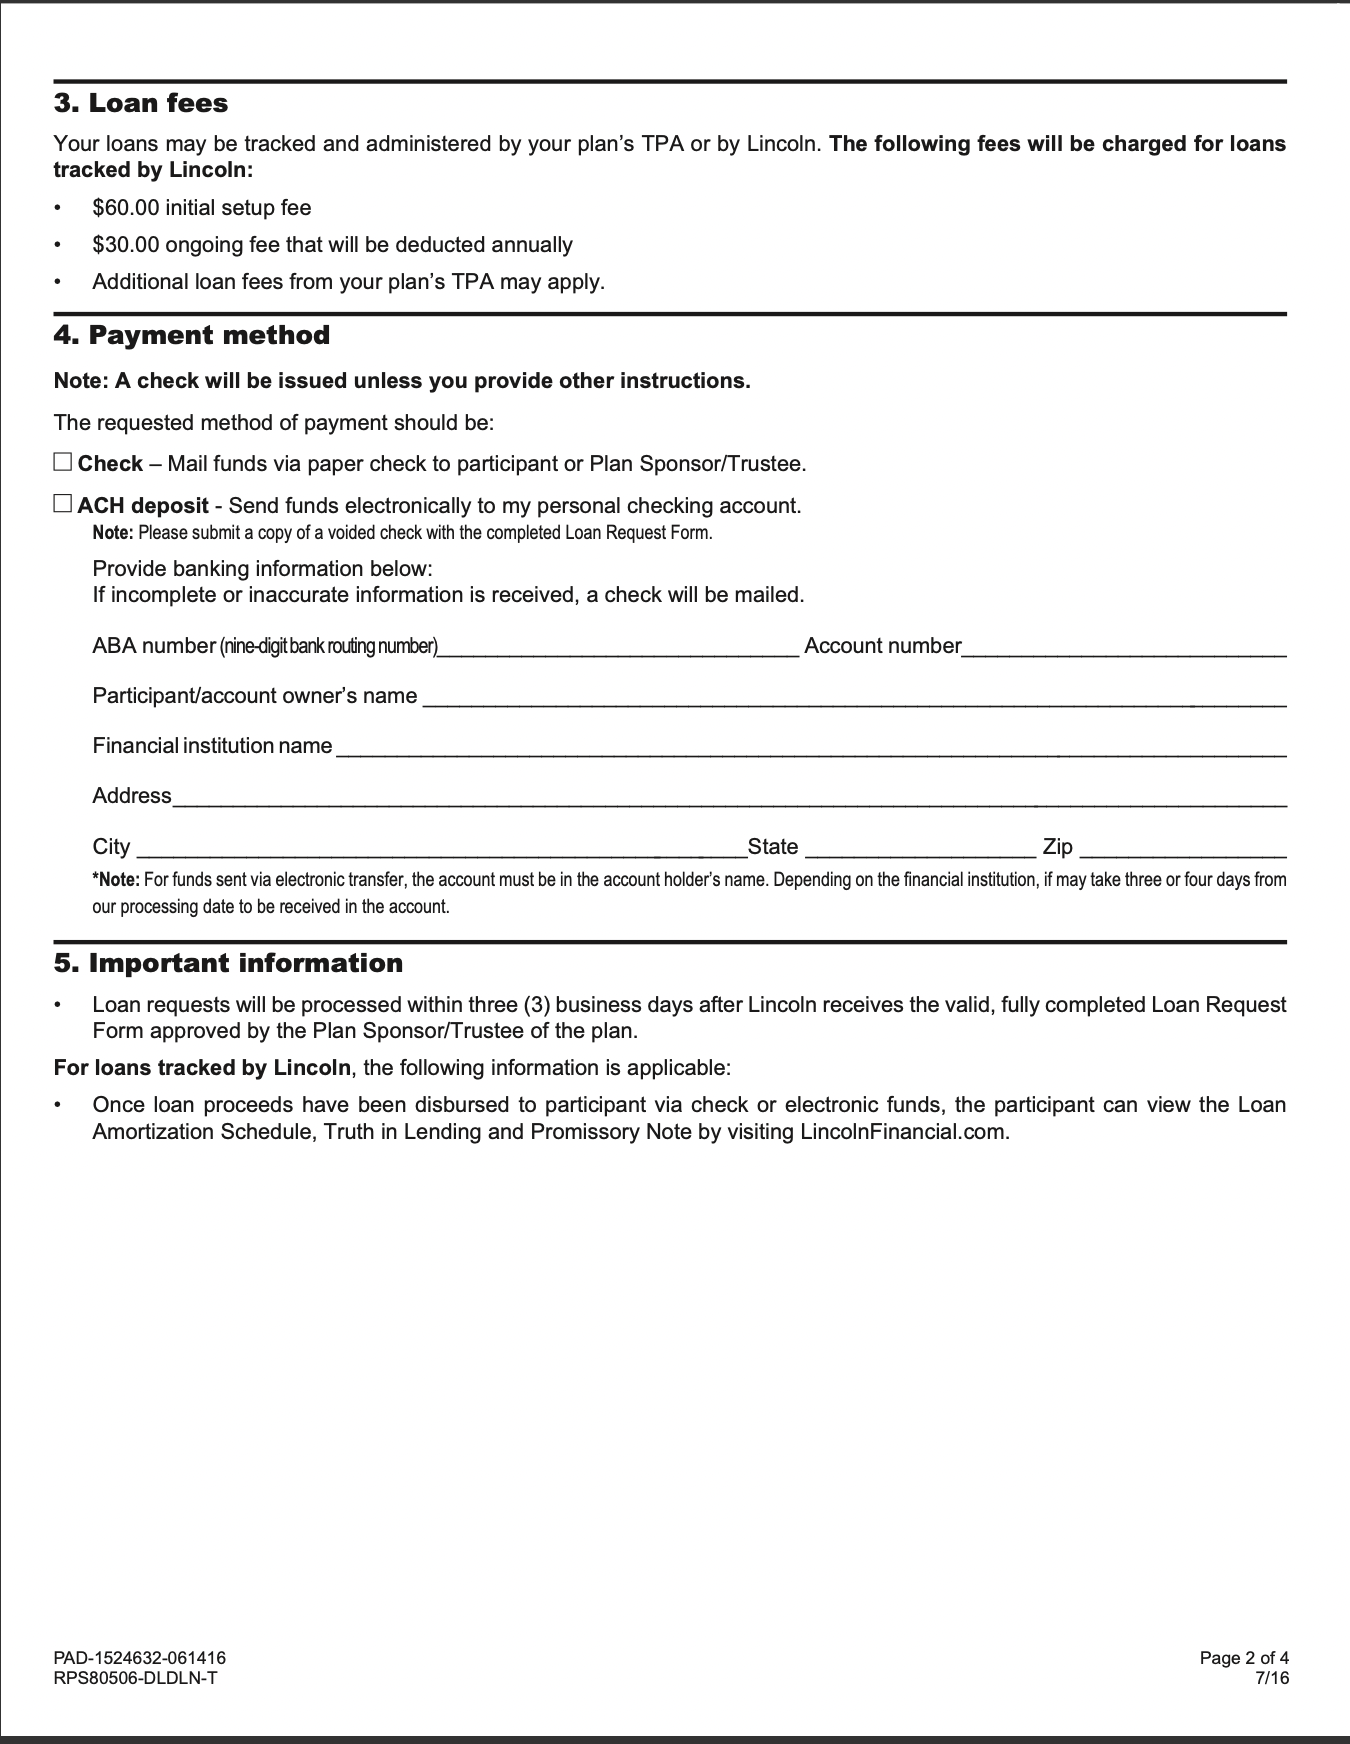 3. Loan fees
Your loans may be tracked and administered by your plan’s TPA or by Lincoln. The following fees will be charged for loans
tracked by Lincoln:
• $60.00 initial setup fee
• $30.00 ongoing fee that will be deducted annually
• Additional loan fees from your plan’s TPA may apply.
4. Payment method
Note: A check will be issued unless you provide other instructions.
The requested method of payment should be:
☐ Check – Mail funds via paper check to participant or Plan Sponsor/Trustee.
☐ ACH deposit - Send funds electronically to my personal checking account.
Note: Please submit a copy of a voided check with the completed Loan Request Form.
Provide banking information below:
If incomplete or inaccurate information is received, a check will be mailed.
ABA number (nine-digit bank routing number)______________________________ Account number___________________________
Participant/account owner’s name ________________________________________________________________________
Financial institution name _______________________________________________________________________________
Address_____________________________________________________________________________________________
City ___________________________________________________State ___________________ Zip _________________
*Note: For funds sent via electronic transfer, the account must be in the account holder’s name. Depending on the financial institution, if may take three or four days from
our processing date to be received in the account.
5. Important information
• Loan requests will be processed within three (3) business days after Lincoln receives the valid, fully completed Loan Request
Form approved by the Plan Sponsor/Trustee of the plan.
For loans tracked by Lincoln, the following information is applicable:
• Once loan proceeds have been disbursed to participant via check or electronic funds, the participant can view the Loan
Amortization Schedule, Truth in Lending and Promissory Note by visiting LincolnFinancial.com.
PAD-1524632-061416 Page 2 of 4
RPS80506-DLDLN-T 7/16